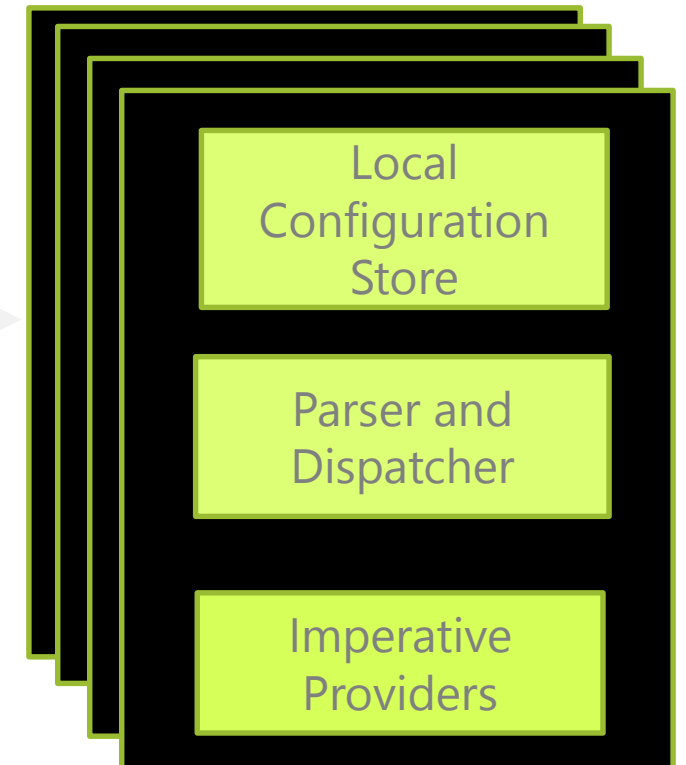 Local
Configuration
Store
Parser and
Dispatcher
Imperative
Providers